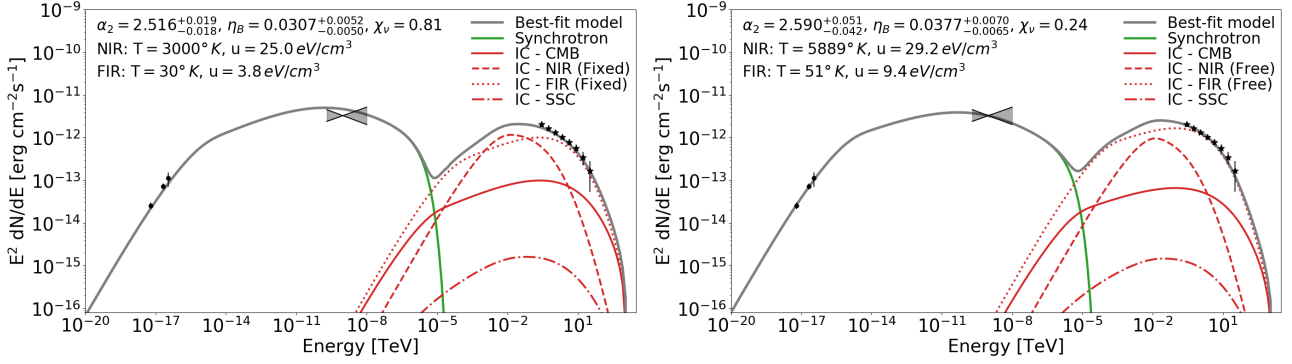 α₂ = 2.516⁺⁰·⁰¹⁹₋₀.₀₁₈, η_B = 0.0307⁺⁰·⁰⁰⁵²₋₀.₀₀₅₀, χ_ν = 0.81
NIR: T = 3000° K, u = 25.0 eV/cm³
FIR: T = 30° K, u = 3.8 eV/cm³
Best-fit model
Synchrotron
IC - CMB
IC - NIR (Fixed)
IC - FIR (Fixed)
IC - SSC
E² dN/dE [erg cm⁻²s⁻¹]
10⁻⁹
10⁻¹⁰
10⁻¹¹
10⁻¹²
10⁻¹³
10⁻¹⁴
10⁻¹⁵
10⁻¹⁶
10⁻²⁰ 10⁻¹⁷ 10⁻¹⁴ 10⁻¹¹ 10⁻⁸ 10⁻⁵ 10⁻² 10¹
Energy [TeV]
α₂ = 2.590⁺⁰·⁰⁵¹₋₀.₀₄₂, η_B = 0.0377⁺⁰·⁰⁰⁷⁰₋₀.₀₀₆₅, χ_ν = 0.24
NIR: T = 5889° K, u = 29.2 eV/cm³
FIR: T = 51° K, u = 9.4 eV/cm³
Best-fit model
Synchrotron
IC - CMB
IC - NIR (Free)
IC - FIR (Free)
IC - SSC
E² dN/dE [erg cm⁻²s⁻¹]
10⁻⁹
10⁻¹⁰
10⁻¹¹
10⁻¹²
10⁻¹³
10⁻¹⁴
10⁻¹⁵
10⁻¹⁶
10⁻²⁰ 10⁻¹⁷ 10⁻¹⁴ 10⁻¹¹ 10⁻⁸ 10⁻⁵ 10⁻² 10¹
Energy [TeV]